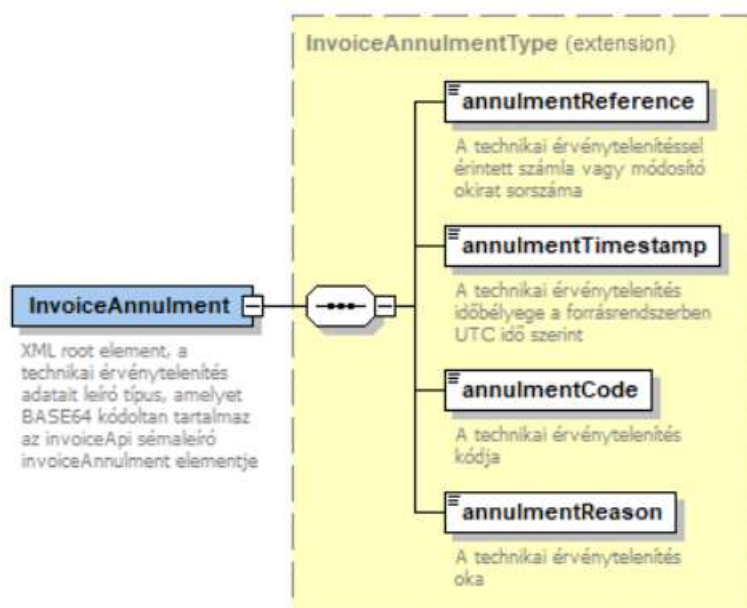 InvoiceAnnulmentType (extension)
annulmentReference
A technikai érvénytelenítéssel
érintett számla vagy módosító
okirat sorszáma
annulmentTimestamp
A technikai érvénytelenítés
időbélyege a forrásrendszerben
UTC idő szerint
InvoiceAnnulment
XML root element, a
technikai érvénytelenítés
adatait leíró típus, amelyet
BASE64 kódoltan tartalmaz
az invoiceApi sémaleíró
invoiceAnnulment elementje
annulmentCode
A technikai érvénytelenítés
kódja
annulmentReason
A technikai érvénytelenítés
oka